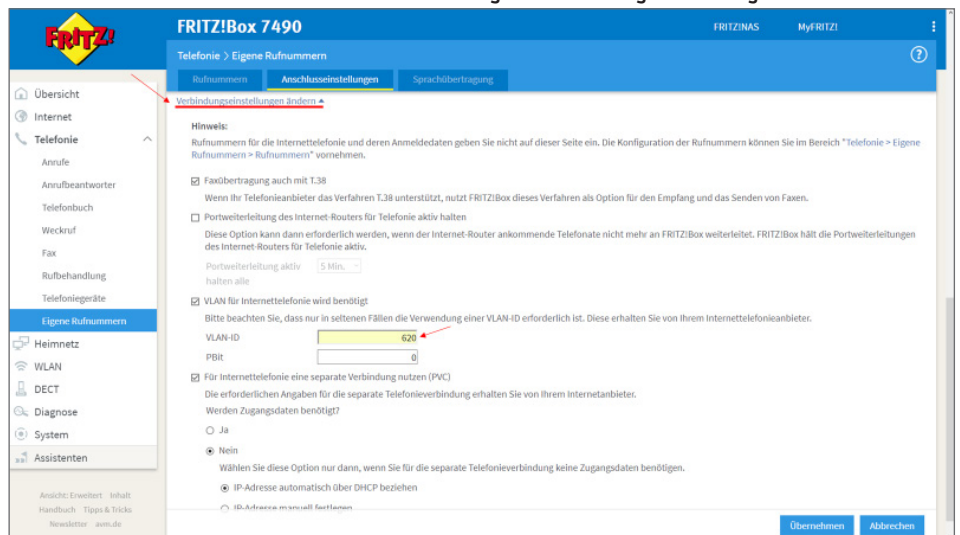 FRITZ!
FRITZ!Box 7490
FRITZ!NAS
MyFRITZ!
Telefonie > Eigene Rufnummern
?
Rufnummern
Anschlusseinstellungen
Sprachübertragung
Übersicht
Internet
Telefonie
Anrufe
Anrufbeantworter
Telefonbuch
Weckruf
Fax
Rufbehandlung
Telefoniegeräte
Eigene Rufnummern
Heimnetz
WLAN
DECT
Diagnose
System
Assistenten
Ansicht: Erweitert Inhalt
Handbuch Tipps & Tricks
Newsletter avm.de
Verbindungseinstellungen ändern
Hinweis:
Rufnummern für die Internettelefonie und deren Anmeldedaten geben Sie nicht auf dieser Seite ein. Die Konfiguration der Rufnummern können Sie im Bereich "Telefonie > Eigene
Rufnummern > Rufnummern" vornehmen.
Faxübertragung auch mit T.38
Wenn Ihr Telefonieanbieter das Verfahren T.38 unterstützt, nutzt FRITZ!Box dieses Verfahren als Option für den Empfang und das Senden von Faxen.
Portweiterleitung des Internet-Routers für Telefonie aktiv halten
Diese Option kann dann erforderlich werden, wenn der Internet-Router ankommende Telefonate nicht mehr an FRITZ!Box weiterleitet. FRITZ!Box hält die Portweiterleitungen
des Internet-Routers für Telefonie aktiv.
Portweiterleitung aktiv 5 Min.
halten alle
VLAN für Internettelefonie wird benötigt
Bitte beachten Sie, dass nur in seltenen Fällen die Verwendung einer VLAN-ID erforderlich ist. Diese erhalten Sie von Ihrem Internettelefonieanbieter.
VLAN-ID 620
PBit 0
Für Internettelefonie eine separate Verbindung nutzen (PVC)
Die erforderlichen Angaben für die separate Telefonieverbindung erhalten Sie von Ihrem Internetanbieter.
Werden Zugangsdaten benötigt?
Ja
Nein
Wählen Sie diese Option nur dann, wenn Sie für die separate Telefonieverbindung keine Zugangsdaten benötigen.
IP-Adresse automatisch über DHCP beziehen
IP-Adresse manuell festlegen
Übernehmen
Abbrechen